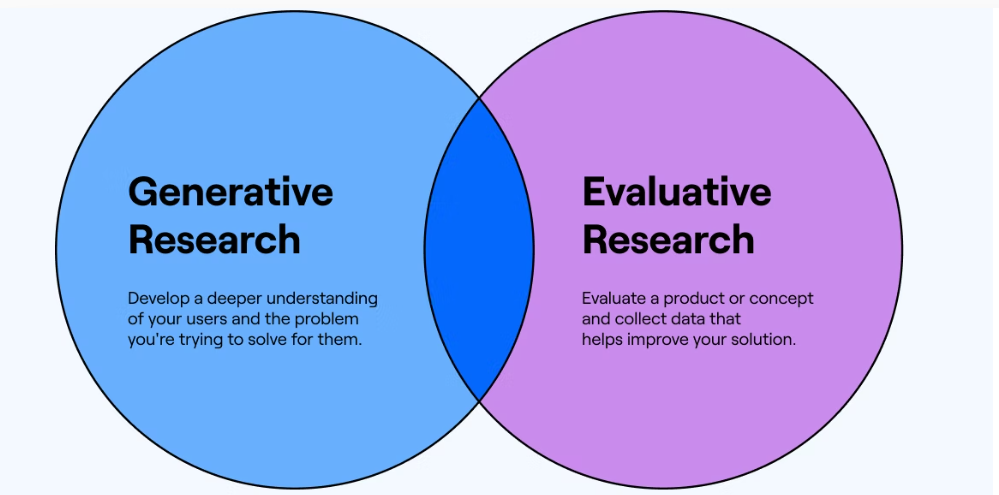 Generative
Research
Develop a deeper understanding
of your users and the problem
you're trying to solve for them.
Evaluative
Research
Evaluate a product or concept
and collect data that
helps improve your solution.